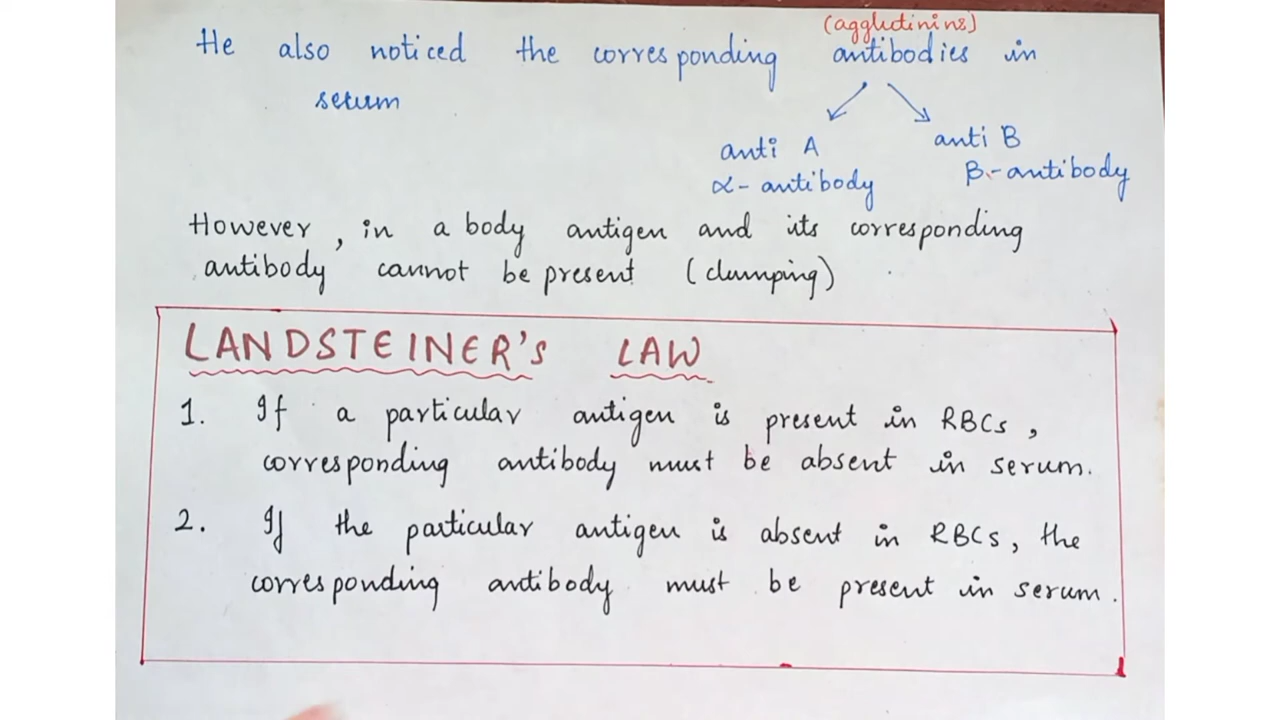 (agglutinins)
He also noticed the corresponding antibodies in
serum
anti A anti B
α- antibody β-antibody
However, in a body antigen and its corresponding
antibody cannot be present (clumping)
LANDSTEINER'S LAW
1. If a particular antigen is present in RBCs,
corresponding antibody must be absent in serum.
2. If the particular antigen is absent in RBCs, the
corresponding antibody must be present in serum.